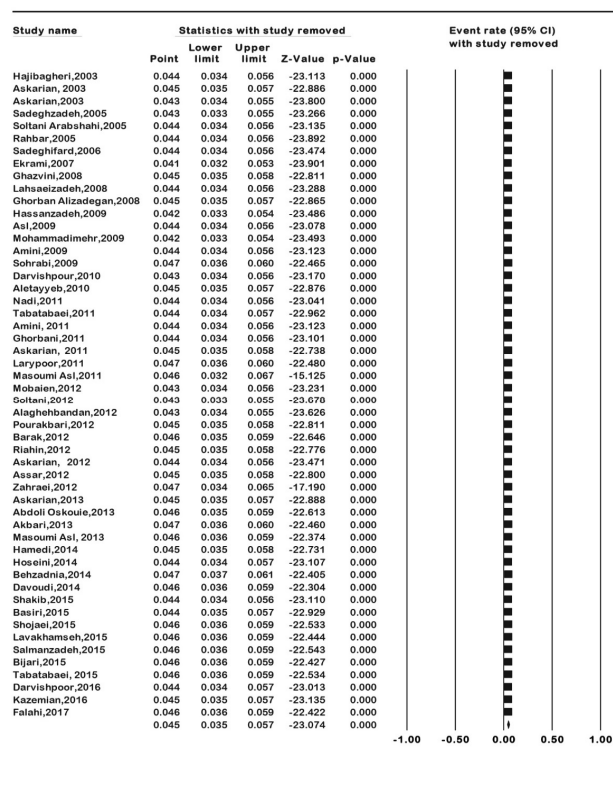 Study name Statistics with study removed Event rate (95% CI)
with study removed
Lower Upper
Point limit limit Z-Value p-Value
Hajibagheri,2003 0.044 0.034 0.056 -23.113 0.000
Askarian, 2003 0.045 0.035 0.057 -22.886 0.000
Askarian,2003 0.043 0.034 0.055 -23.800 0.000
Sadeghzadeh,2005 0.043 0.033 0.055 -23.266 0.000
Soltani Arabshahi,2005 0.044 0.034 0.056 -23.135 0.000
Rahbar,2005 0.044 0.034 0.056 -23.892 0.000
Sadeghifard,2006 0.044 0.034 0.056 -23.474 0.000
Ekrami,2007 0.041 0.032 0.053 -23.901 0.000
Ghazvini,2008 0.045 0.035 0.058 -22.811 0.000
Lahsaeizadeh,2008 0.044 0.034 0.056 -23.288 0.000
Ghorban Alizadegan,2008 0.045 0.035 0.057 -22.865 0.000
Hassanzadeh,2009 0.042 0.033 0.054 -23.486 0.000
Asl,2009 0.044 0.034 0.056 -23.078 0.000
Mohammadimehr,2009 0.042 0.033 0.054 -23.493 0.000
Amini,2009 0.044 0.034 0.056 -23.123 0.000
Sohrabi,2009 0.047 0.036 0.060 -22.465 0.000
Darvishpour,2010 0.043 0.034 0.056 -23.170 0.000
Aletayyeb,2010 0.045 0.035 0.057 -22.876 0.000
Nadi,2011 0.044 0.034 0.056 -23.041 0.000
Tabatabaei,2011 0.044 0.034 0.057 -22.962 0.000
Amini, 2011 0.044 0.034 0.056 -23.123 0.000
Ghorbani,2011 0.044 0.034 0.056 -23.101 0.000
Askarian, 2011 0.045 0.035 0.058 -22.738 0.000
Larypoor,2011 0.047 0.036 0.060 -22.480 0.000
Masoumi Asl,2011 0.046 0.032 0.067 -15.125 0.000
Mobaien,2012 0.043 0.034 0.056 -23.231 0.000
Soltani,2012 0.043 0.033 0.055 -23.678 0.000
Alaghehbandan,2012 0.043 0.034 0.055 -23.626 0.000
Pourakbari,2012 0.045 0.035 0.058 -22.811 0.000
Barak,2012 0.046 0.035 0.059 -22.646 0.000
Riahin,2012 0.045 0.035 0.058 -22.776 0.000
Askarian, 2012 0.044 0.034 0.056 -23.471 0.000
Assar,2012 0.045 0.035 0.058 -22.800 0.000
Zahraei,2012 0.047 0.034 0.065 -17.190 0.000
Askarian,2013 0.045 0.035 0.057 -22.888 0.000
Abdoli Oskouie,2013 0.046 0.035 0.059 -22.613 0.000
Akbari,2013 0.047 0.036 0.060 -22.460 0.000
Masoumi Asl, 2013 0.046 0.036 0.059 -22.374 0.000
Hamedi,2014 0.045 0.035 0.058 -22.731 0.000
Hoseini,2014 0.044 0.034 0.057 -23.107 0.000
Behzadnia,2014 0.047 0.037 0.061 -22.405 0.000
Davoudi,2014 0.046 0.036 0.059 -22.304 0.000
Shakib,2015 0.044 0.034 0.056 -23.110 0.000
Basiri,2015 0.044 0.035 0.057 -22.929 0.000
Shojaei,2015 0.046 0.036 0.059 -22.533 0.000
Lavakhamseh,2015 0.046 0.036 0.059 -22.444 0.000
Salmanzadeh,2015 0.046 0.036 0.059 -22.543 0.000
Bijari,2015 0.046 0.036 0.059 -22.427 0.000
Tabatabaei, 2015 0.046 0.036 0.059 -22.534 0.000
Darvishpoor,2016 0.044 0.034 0.057 -23.013 0.000
Kazemian,2016 0.045 0.035 0.057 -23.135 0.000
Falahi,2017 0.046 0.036 0.059 -22.422 0.000
0.045 0.035 0.057 -23.074 0.000
-1.00 -0.50 0.00 0.50 1.00